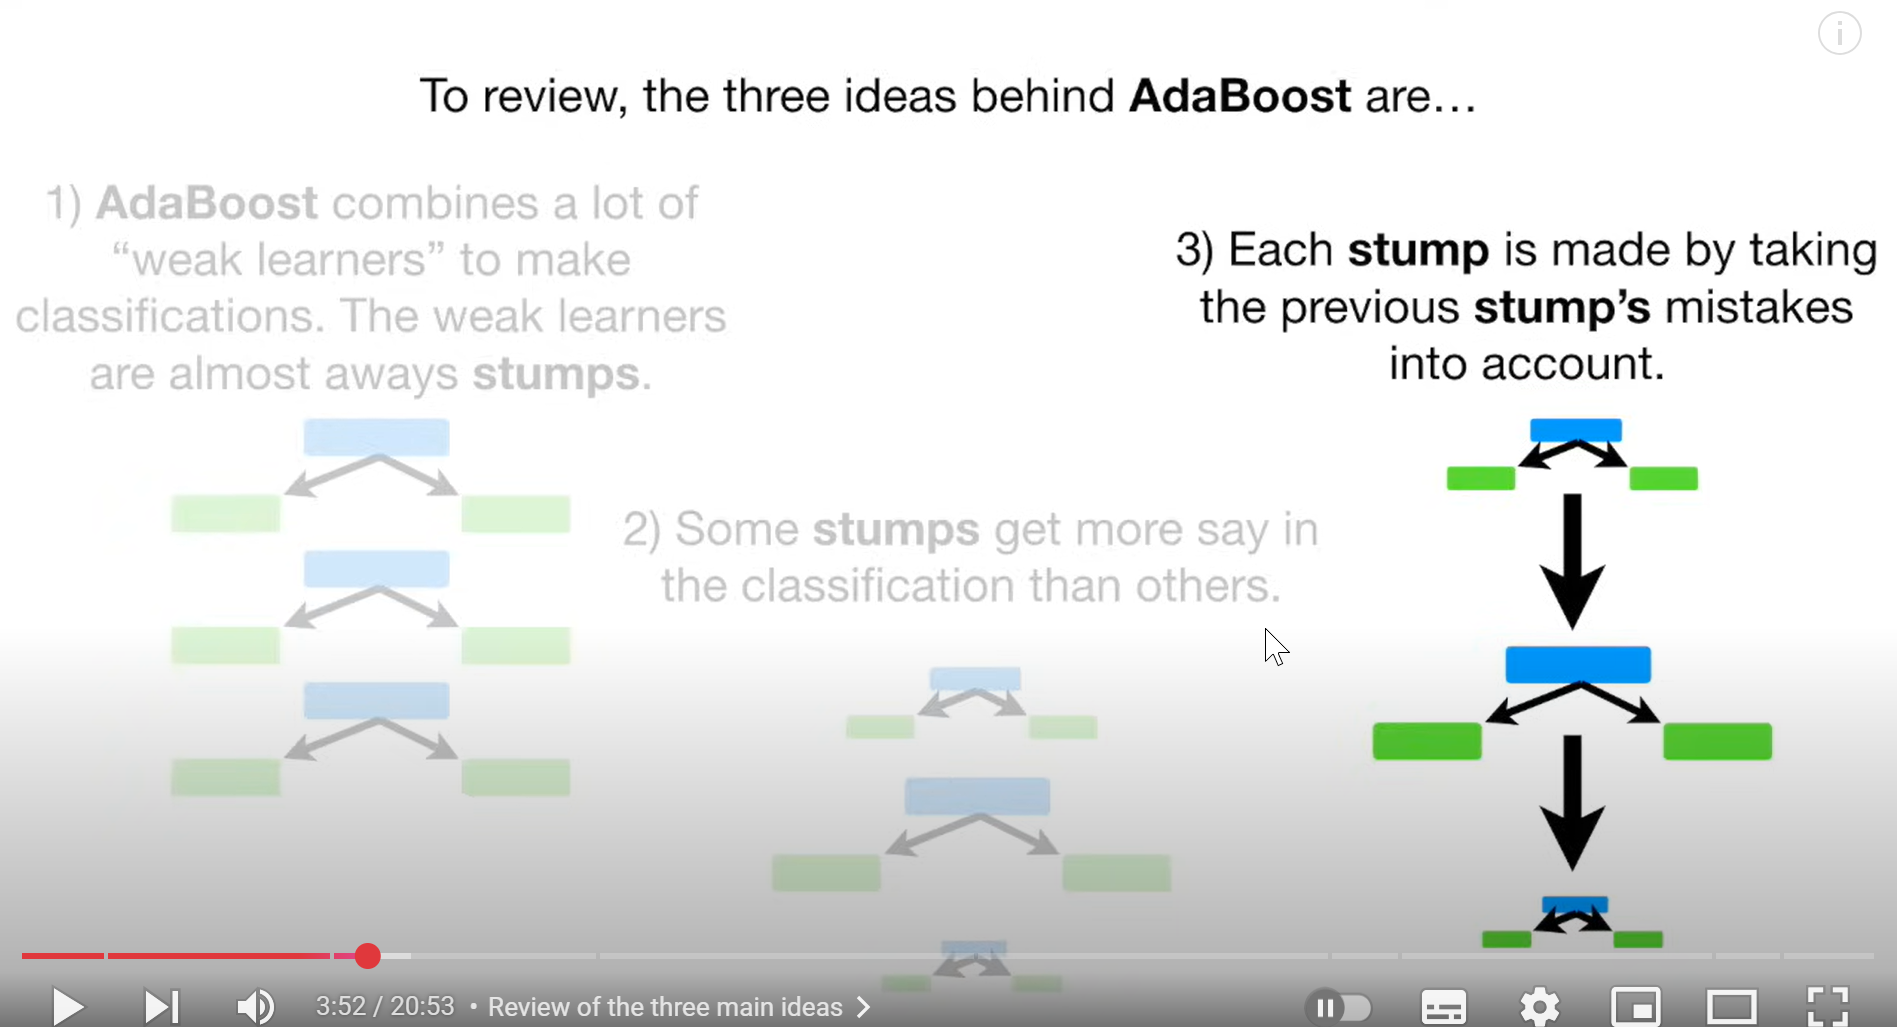 To review, the three ideas behind AdaBoost are…
1) AdaBoost combines a lot of
“weak learners” to make
classifications. The weak learners
are almost aways stumps.
2) Some stumps get more say in
the classification than others.
3) Each stump is made by taking
the previous stump’s mistakes
into account.
3:52 / 20:53 • Review of the three main ideas